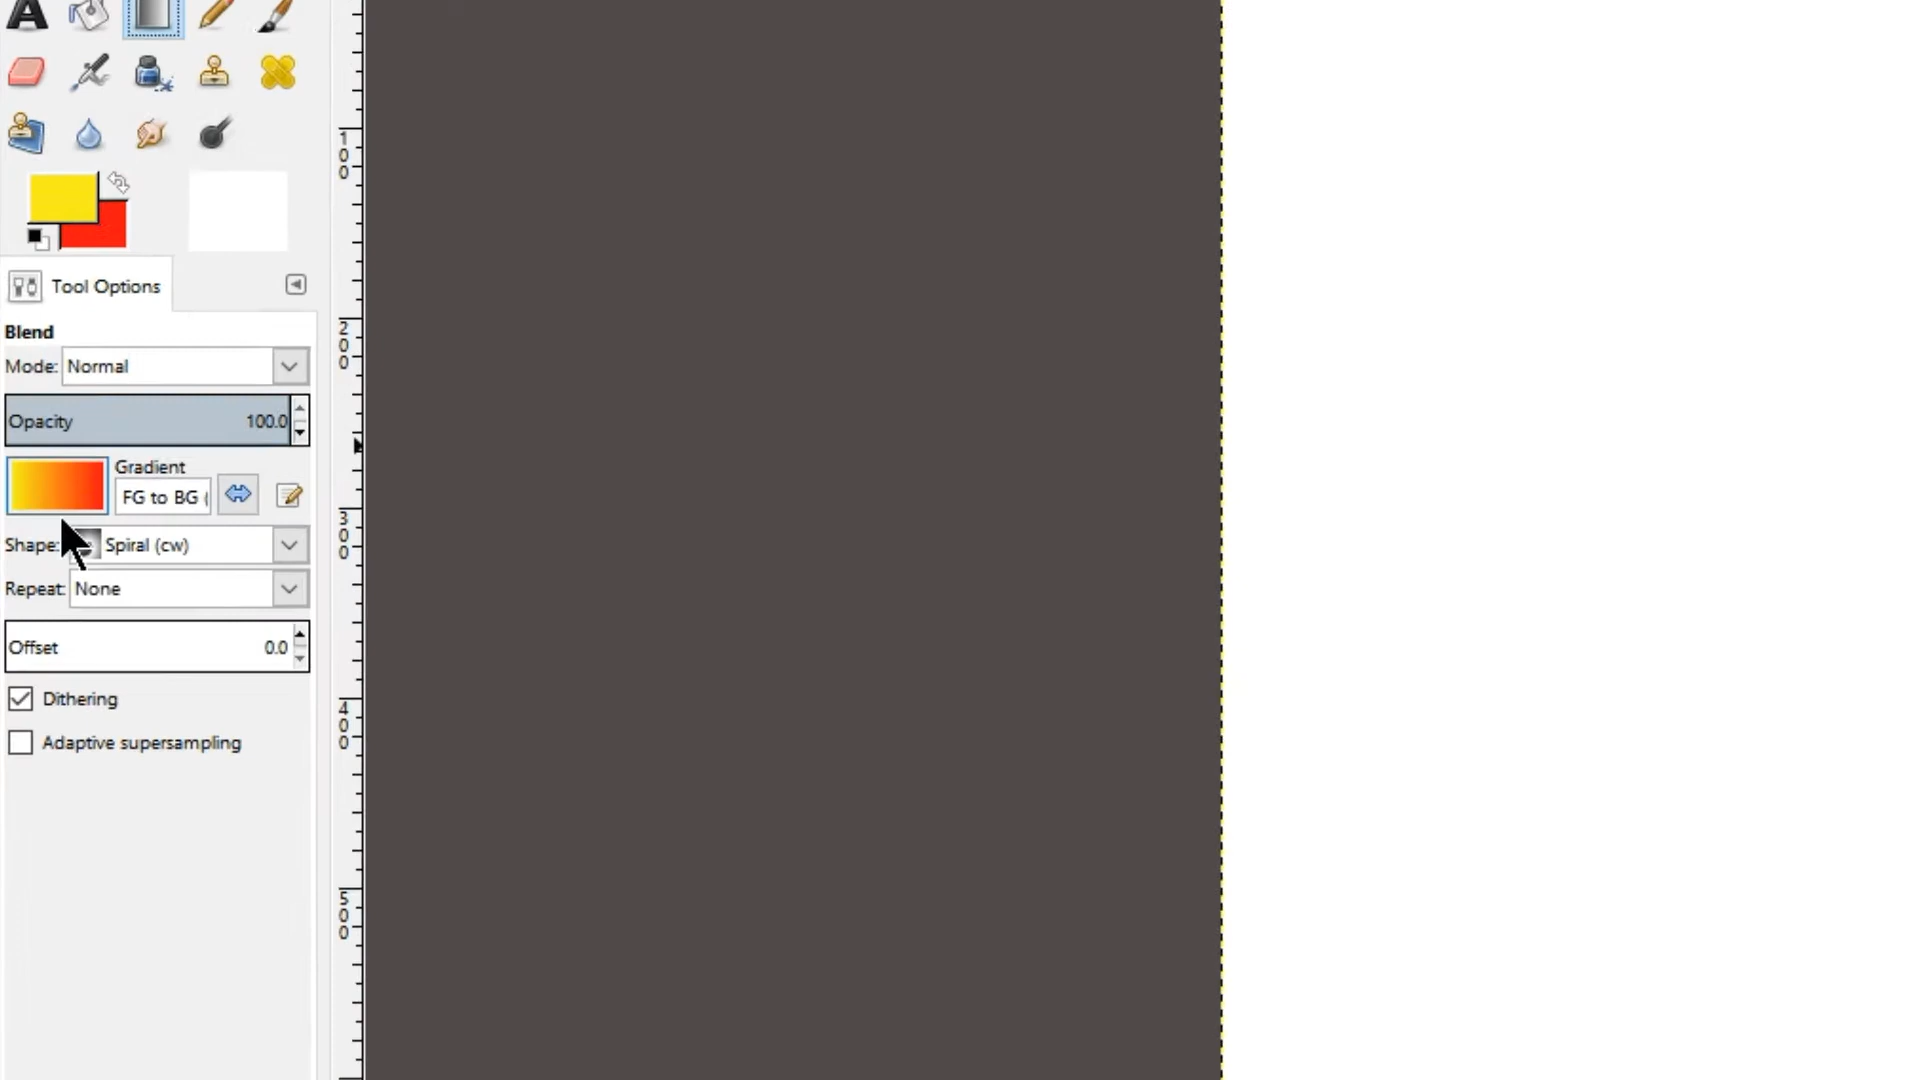 Tool Options
Blend
Mode: Normal
Opacity 100.0
Gradient
FG to BG (
Shape: Spiral (cw)
Repeat: None
Offset 0.0
Dithering
Adaptive supersampling
100
200
300
400
500